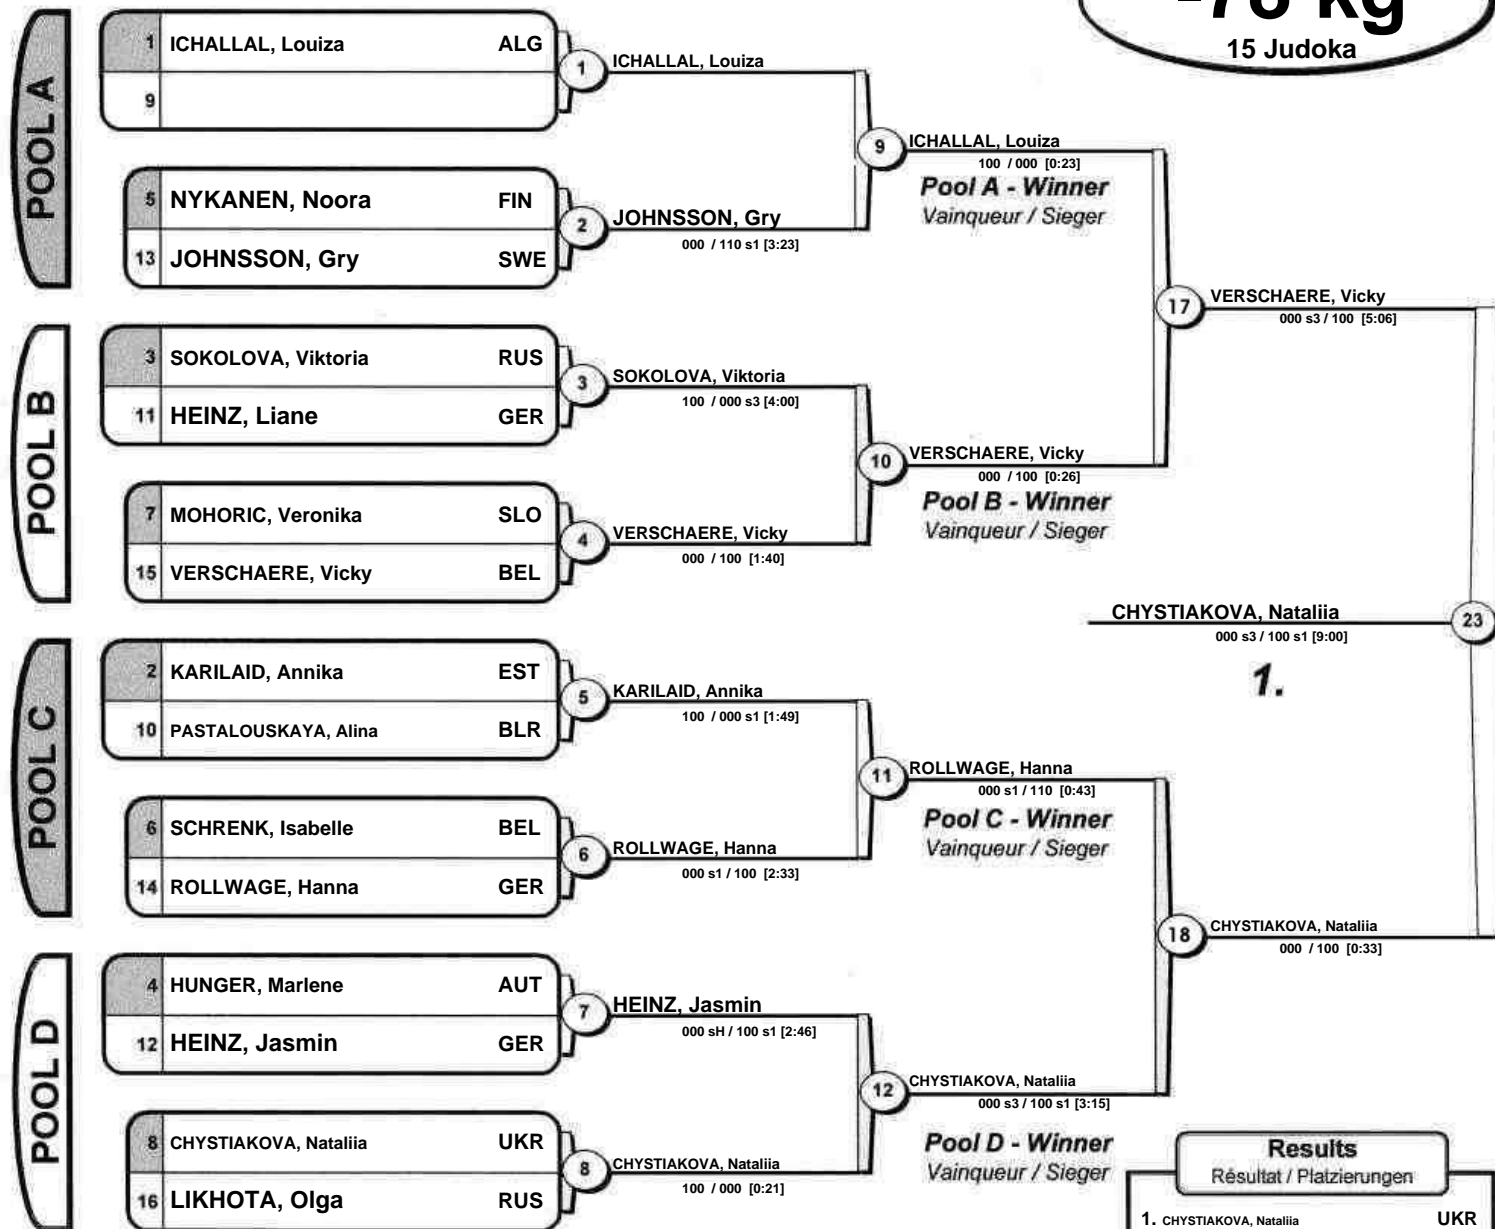 -78 kg
15 Judoka
POOL A
1 ICHALLAL, Louiza ALG
9
1
ICHALLAL, Louiza
5 NYKANEN, Noora FIN
13 JOHNSSON, Gry SWE
2
JOHNSSON, Gry
000 / 110 s1 [3:23]
9
ICHALLAL, Louiza
100 / 000 [0:23]
Pool A - Winner
Vainqueur / Sieger
POOL B
3 SOKOLOVA, Viktoria RUS
11 HEINZ, Liane GER
3
SOKOLOVA, Viktoria
100 / 000 s3 [4:00]
7 MOHORIC, Veronika SLO
15 VERSCHAERE, Vicky BEL
4
VERSCHAERE, Vicky
000 / 100 [1:40]
10
VERSCHAERE, Vicky
000 / 100 [0:26]
Pool B - Winner
Vainqueur / Sieger
17
VERSCHAERE, Vicky
000 s3 / 100 [5:06]
CHYSTIAKOVA, Nataliia
23
000 s3 / 100 s1 [9:00]
1.
POOL C
2 KARILAID, Annika EST
10 PASTALOUSKAYA, Alina BLR
5
KARILAID, Annika
100 / 000 s1 [1:49]
6 SCHRENK, Isabelle BEL
14 ROLLWAGE, Hanna GER
6
ROLLWAGE, Hanna
000 s1 / 100 [2:33]
11
ROLLWAGE, Hanna
000 s1 / 110 [0:43]
Pool C - Winner
Vainqueur / Sieger
18
CHYSTIAKOVA, Nataliia
000 / 100 [0:33]
POOL D
4 HUNGER, Marlene AUT
12 HEINZ, Jasmin GER
7
HEINZ, Jasmin
000 sH / 100 s1 [2:46]
8 CHYSTIAKOVA, Nataliia UKR
16 LIKHOTA, Olga RUS
8
CHYSTIAKOVA, Nataliia
100 / 000 [0:21]
12
CHYSTIAKOVA, Nataliia
000 s3 / 100 s1 [3:15]
Pool D - Winner
Vainqueur / Sieger
Results
Résultat / Platzierungen
1. CHYSTIAKOVA, Nataliia UKR